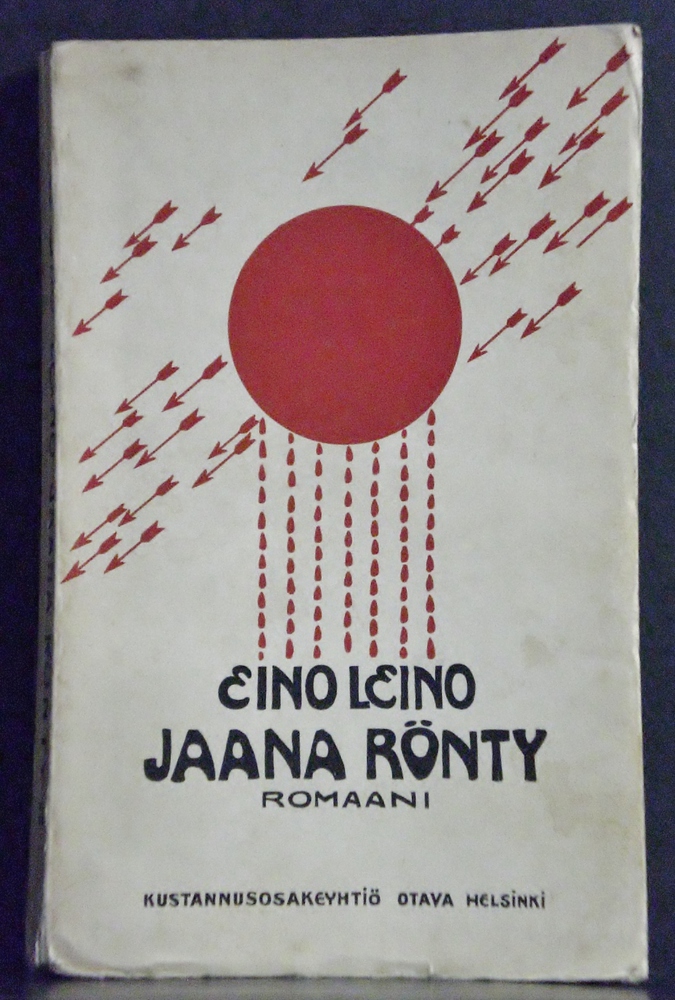 EINO LEINO
JAANA RÖNTY
ROMAANI
KUSTANNUSOSAKEYHTIÖ OTAVA HELSINKI